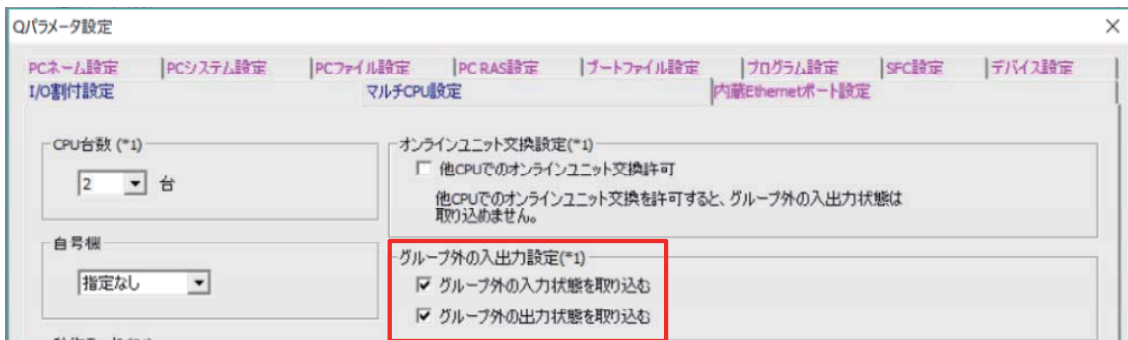 Qパラメータ設定
PCネーム設定 PCシステム設定 PCファイル設定 PC RAS設定 ブートファイル設定 プログラム設定 SFC設定 デバイス設定
I/O割付設定 マルチCPU設定 内蔵Ethernetポート設定
CPU台数 (*1)
2 台
自号機
指定なし
オンラインユニット交換設定(*1)
他CPUでのオンラインユニット交換許可
他CPUでのオンラインユニット交換を許可すると、グループ外の入出力状態は
取り込めません。
グループ外の入出力設定(*1)
グループ外の入力状態を取り込む
グループ外の出力状態を取り込む